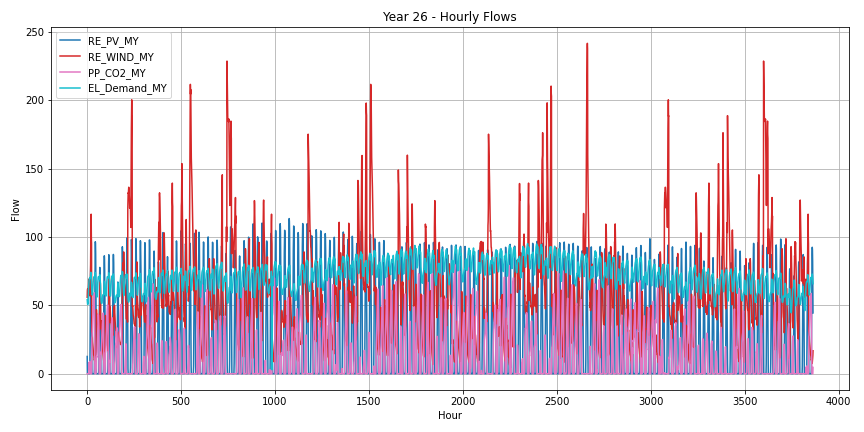 Year 26 - Hourly Flows
RE_PV_MY
RE_WIND_MY
PP_CO2_MY
EL_Demand_MY
Flow
250
200
150
100
50
0
0 500 1000 1500 2000 2500 3000 3500 4000
Hour